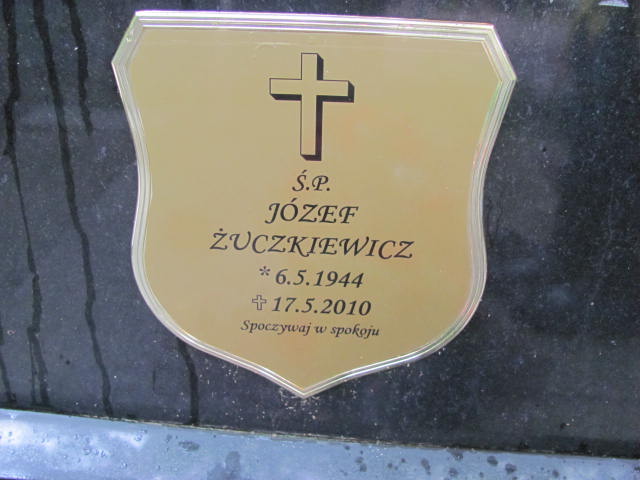 Ś.P.
JÓZEF
ŻUCZKIEWICZ
* 6.5.1944
✝ 17.5.2010
Spoczywaj w spokoju